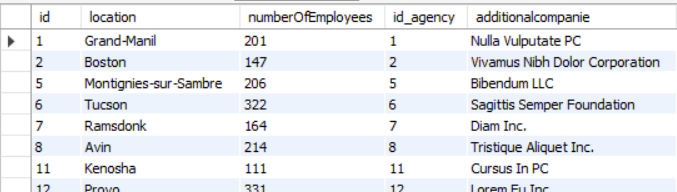 id location numberOfEmployees id_agency additionalcompanie
1 Grand-Manil 201 1 Nulla Vulputate PC
2 Boston 147 2 Vivamus Nibh Dolor Corporation
5 Montignies-sur-Sambre 206 5 Bibendum LLC
6 Tucson 322 6 Sagittis Semper Foundation
7 Ramsdonk 164 7 Diam Inc.
8 Avin 214 8 Tristique Aliquet Inc.
11 Kenosha 111 11 Cursus In PC
12 Provo 331 12 Lorem Eu Inc